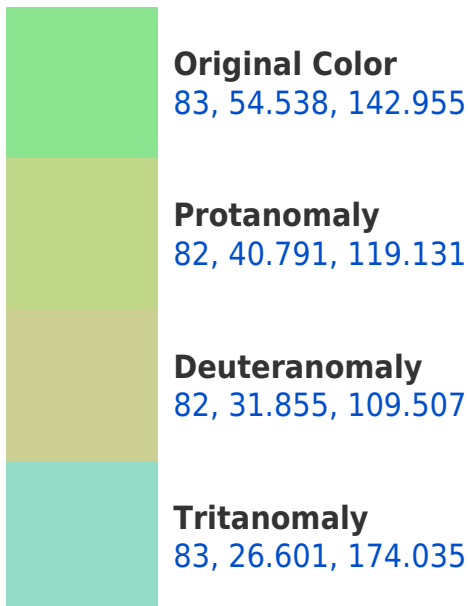 Original Color
83, 54.538, 142.955
Protanomaly
82, 40.791, 119.131
Deuteranomaly
82, 31.855, 109.507
Tritanomaly
83, 26.601, 174.035